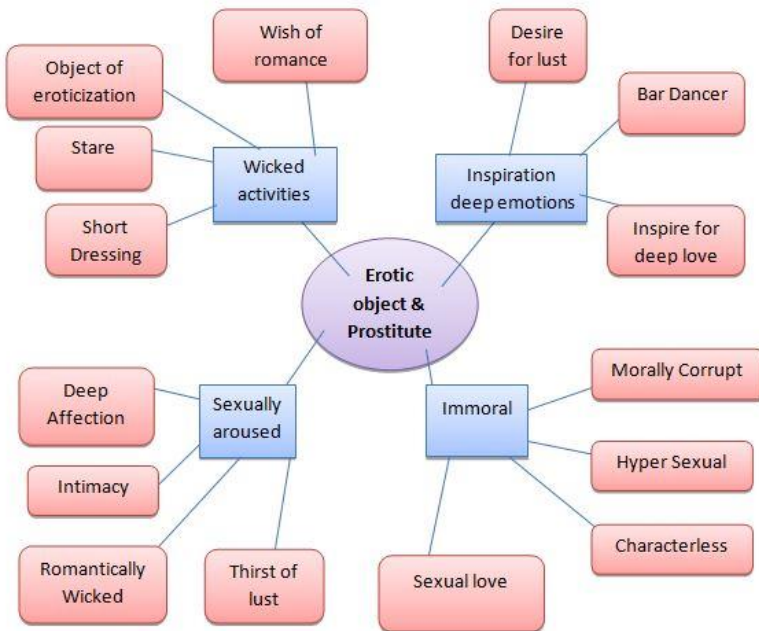 Wish of
romance
Desire
for lust
Object of
eroticization
Bar Dancer
Stare
Wicked
activities
Inspiration
deep emotions
Short
Dressing
Inspire for
deep love
Erotic
object &
Prostitute
Deep
Affection
Sexually
aroused
Immoral
Morally Corrupt
Intimacy
Hyper Sexual
Romantically
Wicked
Thirst of
lust
Sexual love
Characterless